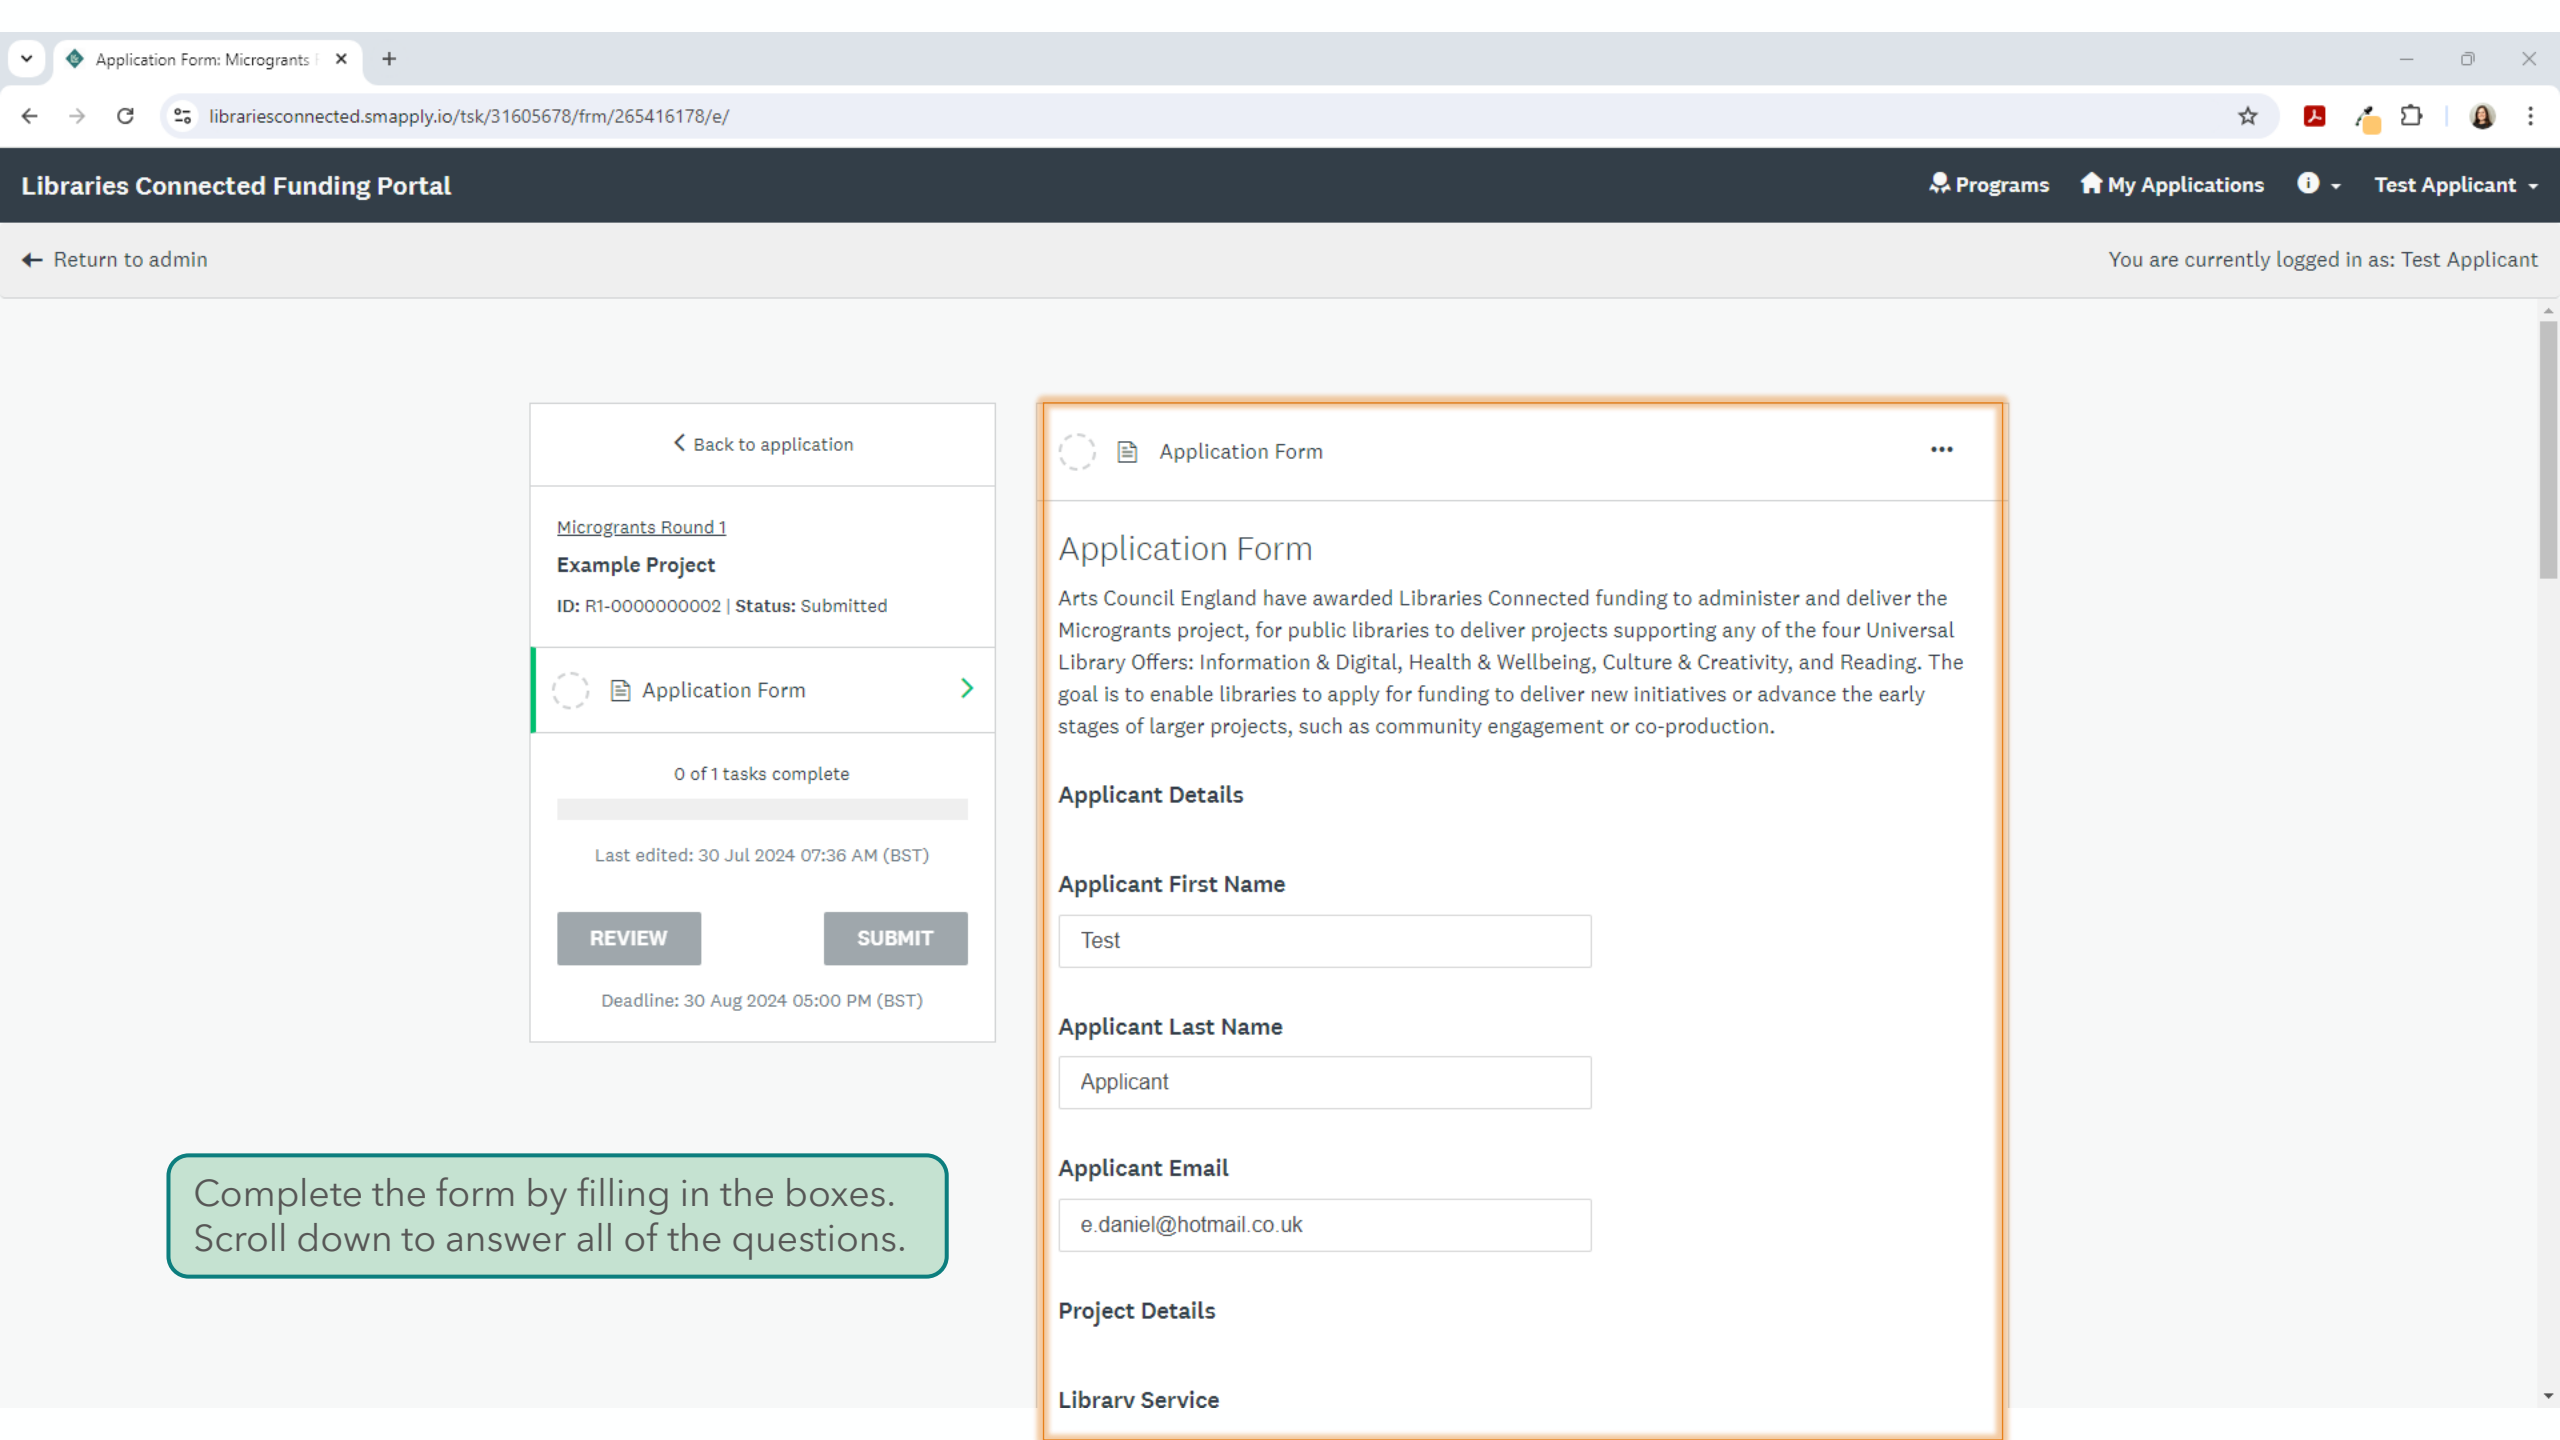 Application Form: Microgrants
librariesconnected.smapply.io/tsk/31605678/frm/265416178/e/
Libraries Connected Funding Portal
Programs
My Applications
Test Applicant
Return to admin
You are currently logged in as: Test Applicant
Back to application
Microgrants Round 1
Example Project
ID: R1-0000000002 | Status: Submitted
Application Form
0 of 1 tasks complete
Last edited: 30 Jul 2024 07:36 AM (BST)
REVIEW
SUBMIT
Deadline: 30 Aug 2024 05:00 PM (BST)
Complete the form by filling in the boxes.
Scroll down to answer all of the questions.
Application Form
Application Form
Arts Council England have awarded Libraries Connected funding to administer and deliver the
Microgrants project, for public libraries to deliver projects supporting any of the four Universal
Library Offers: Information & Digital, Health & Wellbeing, Culture & Creativity, and Reading. The
goal is to enable libraries to apply for funding to deliver new initiatives or advance the early
stages of larger projects, such as community engagement or co-production.
Applicant Details
Applicant First Name
Test
Applicant Last Name
Applicant
Applicant Email
e.daniel@hotmail.co.uk
Project Details
Library Service